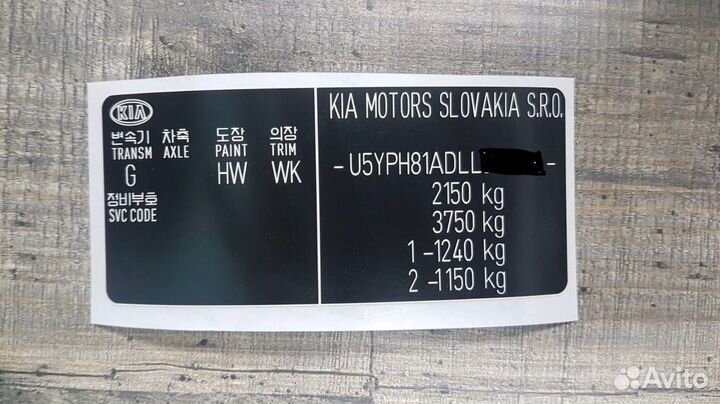 KIA
변속기 차축 도장 의장
TRANSM AXLE PAINT TRIM
G HW WK
정비부호
SVC CODE
KIA MOTORS SLOVAKIA S.R.O.
-U5YPH81ADLL -
2150 kg
3750 kg
1 -1240 kg
2 -1150 kg
Avito